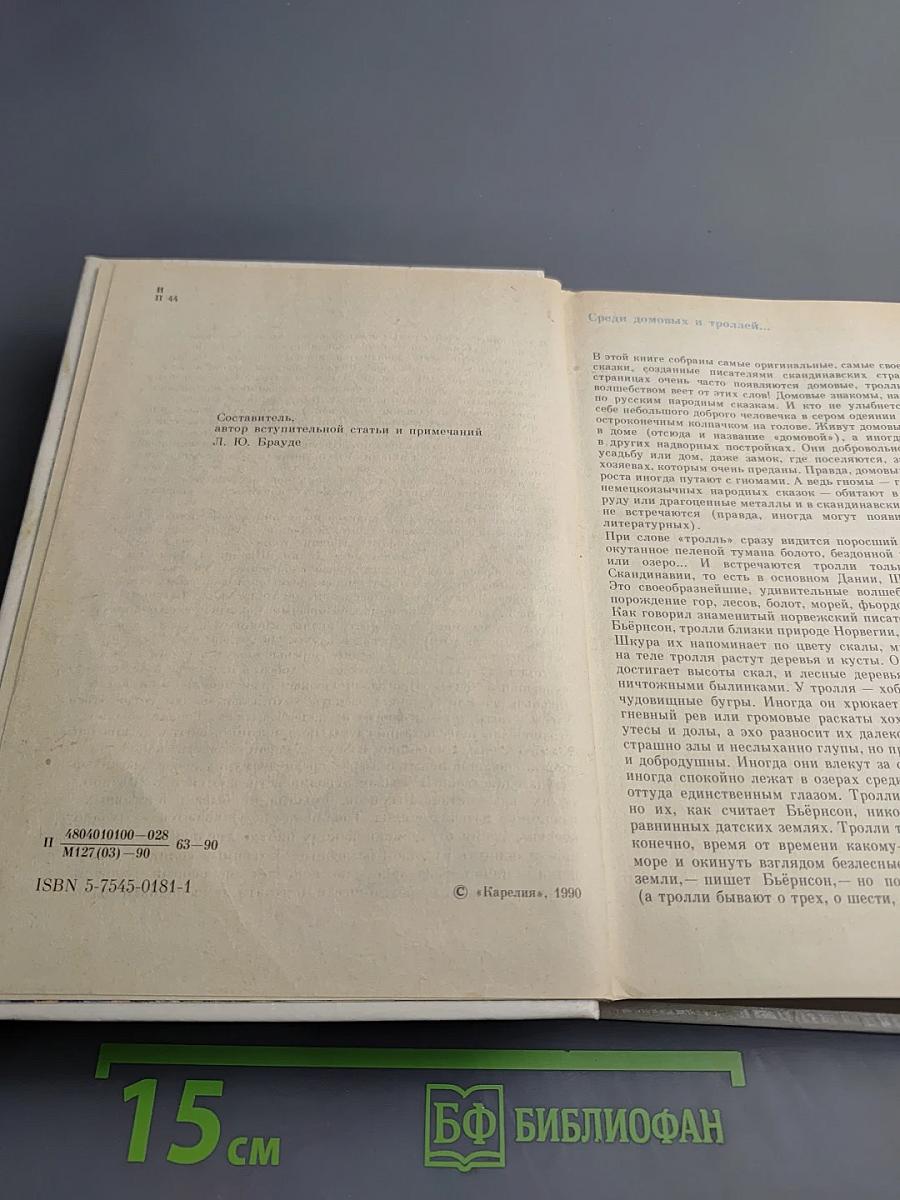 И
П 44
Составитель,
автор вступительной статьи и примечаний
Л. Ю. Брауде
П 4804010100—028 63—90
М127(03)—90
ISBN 5-7545-0181-1
© «Карелия», 1990
Среди домовых и троллей...
В этой книге собраны самые оригинальные, самые свое
сказки, созданные писателями скандинавских стра
страницах очень часто появляются домовые, тролл
волшебством веет от этих слов! Домовые знакомы, на
по русским народным сказкам. И кто не улыбнетс
себе небольшого доброго человечка в сером одеянии
остроконечным колпачком на голове. Живут домовы
в доме (отсюда и название «домовой»), а иногд
в других надворных постройках. Они добровольн
усадьбу или дом, даже замок, где поселяются, з
хозяевах, которым очень преданы. Правда, домовы
роста иногда путают с гномами. А ведь гномы — г
немецкоязычных народных сказок — обитают в
руду или драгоценные металлы и в скандинавски
не встречаются (правда, иногда могут появи
литературных).
При слове «тролль» сразу видится поросший
окутанное пеленой тумана болото, бездонной
или озеро... И встречаются тролли тольк
Скандинавии, то есть в основном Дании, Ш
Это своеобразнейшие, удивительные волшеб
порождение гор, лесов, болот, морей, фьордо
Как говорил знаменитый норвежский писат
Бьёрнсон, тролли близки природе Норвегии,
Шкура их напоминает по цвету скалы, м
на теле тролля растут деревья и кусты. О
достигает высоты скал, и лесные деревья
ничтожными былинками. У тролля — хоб
чудовищные бугры. Иногда он хрюкает
гневный рев или громовые раскаты хох
утесы и долы, а эхо разносит их далеко
страшно злы и неслыханно глупы, но пр
и добродушны. Иногда они влекут за с
иногда спокойно лежат в озерах среди
оттуда единственным глазом. Тролли
но их, как считает Бьёрнсон, нико
равнинных датских землях. Тролли т
конечно, время от времени какому-
море и окинуть взглядом безлесные
земли,— пишет Бьёрнсон,— но по
(а тролли бывают о трех, о шести,
15 см
БФ БИБЛИОФАН